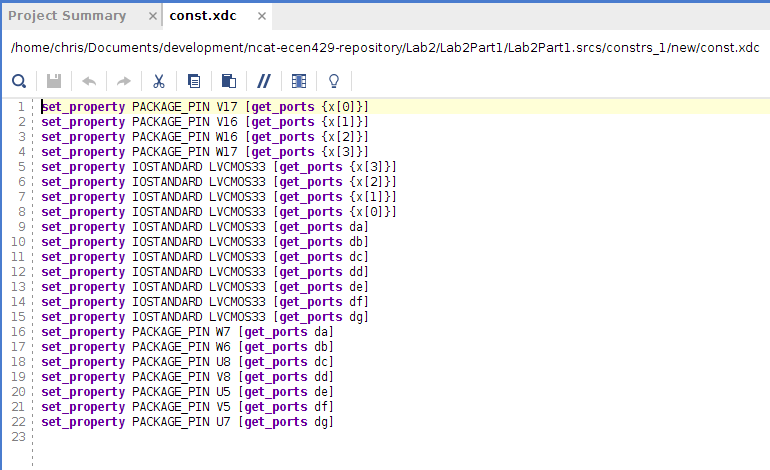 Project Summary × const.xdc ×
/home/chris/Documents/development/ncat-ecen429-repository/Lab2/Lab2Part1/Lab2Part1.srcs/constrs_1/new/const.xdc
1 set_property PACKAGE_PIN V17 [get_ports {x[0]}]
2 set_property PACKAGE_PIN V16 [get_ports {x[1]}]
3 set_property PACKAGE_PIN W16 [get_ports {x[2]}]
4 set_property PACKAGE_PIN W17 [get_ports {x[3]}]
5 set_property IOSTANDARD LVCMOS33 [get_ports {x[3]}]
6 set_property IOSTANDARD LVCMOS33 [get_ports {x[2]}]
7 set_property IOSTANDARD LVCMOS33 [get_ports {x[1]}]
8 set_property IOSTANDARD LVCMOS33 [get_ports {x[0]}]
9 set_property IOSTANDARD LVCMOS33 [get_ports da]
10 set_property IOSTANDARD LVCMOS33 [get_ports db]
11 set_property IOSTANDARD LVCMOS33 [get_ports dc]
12 set_property IOSTANDARD LVCMOS33 [get_ports dd]
13 set_property IOSTANDARD LVCMOS33 [get_ports de]
14 set_property IOSTANDARD LVCMOS33 [get_ports df]
15 set_property IOSTANDARD LVCMOS33 [get_ports dg]
16 set_property PACKAGE_PIN W7 [get_ports da]
17 set_property PACKAGE_PIN W6 [get_ports db]
18 set_property PACKAGE_PIN U8 [get_ports dc]
19 set_property PACKAGE_PIN V8 [get_ports dd]
20 set_property PACKAGE_PIN U5 [get_ports de]
21 set_property PACKAGE_PIN V5 [get_ports df]
22 set_property PACKAGE_PIN U7 [get_ports dg]
23